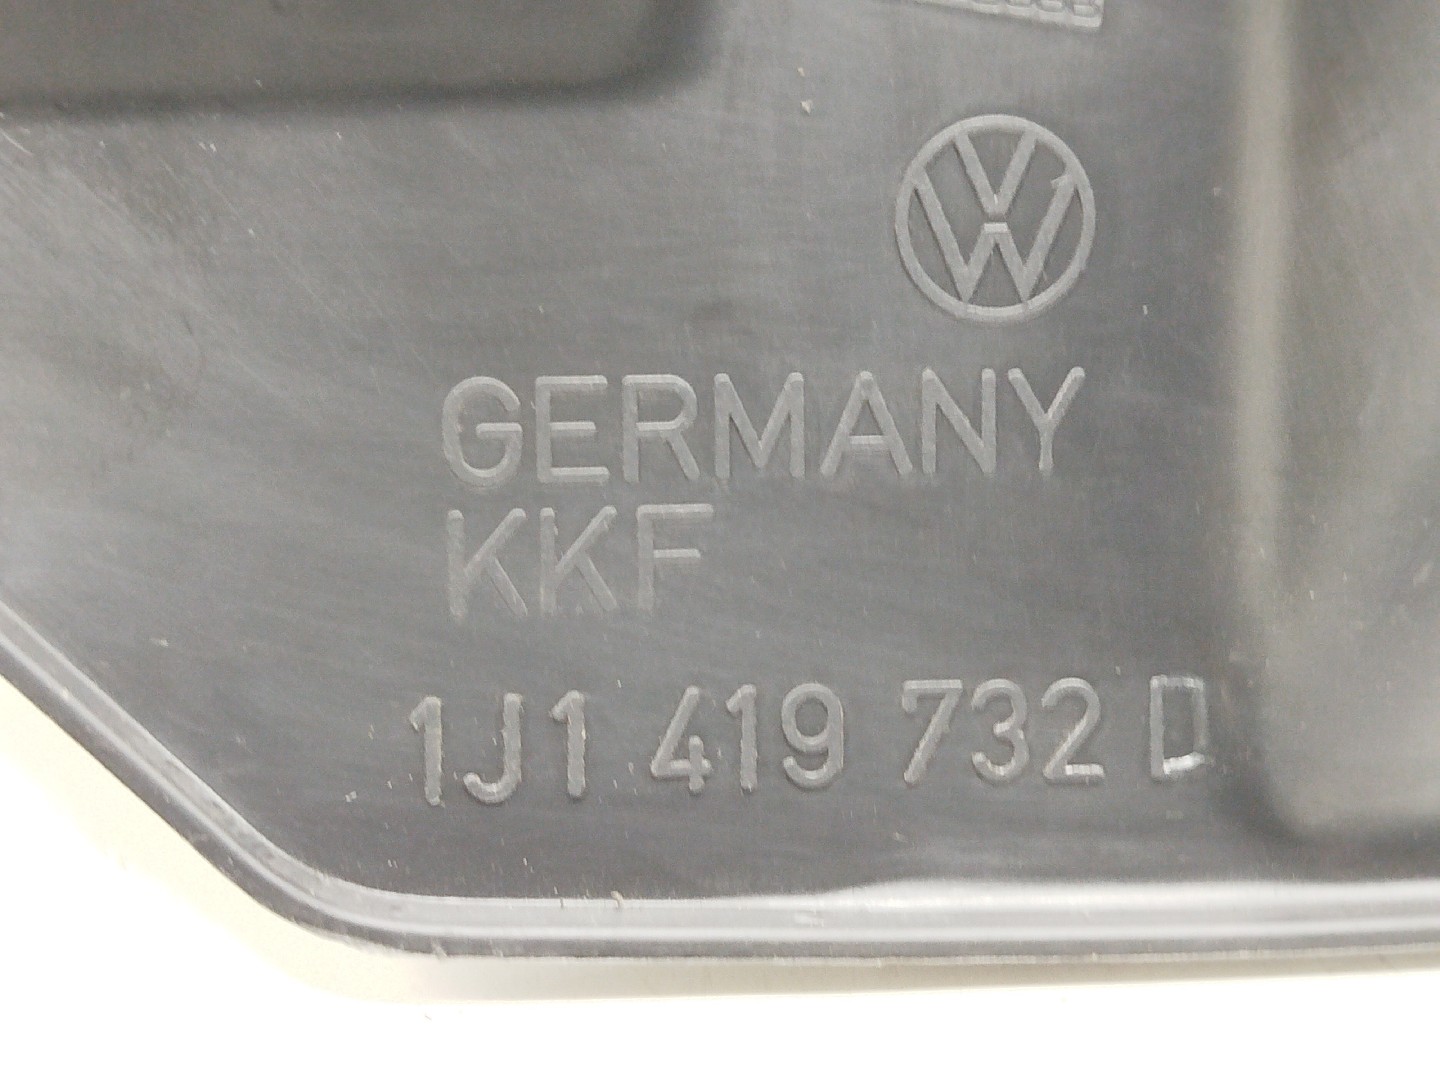 GERMANY
KKF
1J1 419 732 D